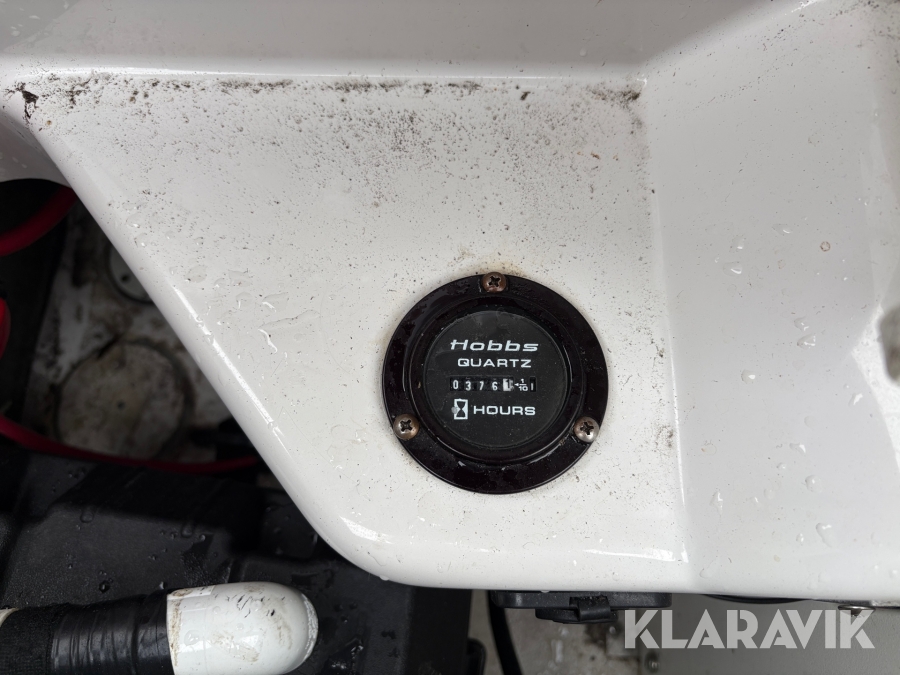 Hobbs
QUARTZ
0376 1/10
HOURS
KLARAVIK